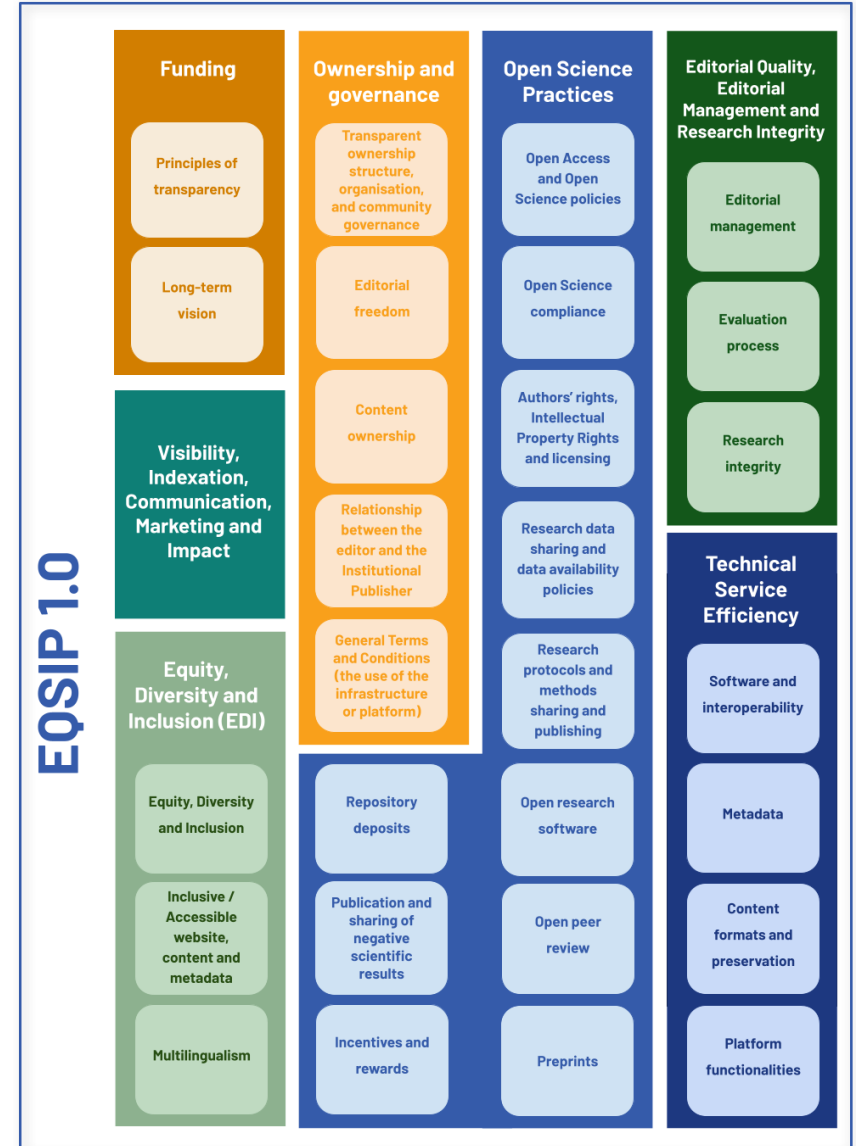 EQSIP 1.0
Funding
Principles of
transparency
Long-term
vision
Visibility,
Indexation,
Communication,
Marketing and
Impact
Equity,
Diversity and
Inclusion (EDI)
Equity, Diversity
and Inclusion
Inclusive /
Accessible
website,
content and
metadata
Multilingualism
Ownership and
governance
Transparent
ownership
structure,
organisation,
and community
governance
Editorial
freedom
Content
ownership
Relationship
between the
editor and the
Institutional
Publisher
General Terms
and Conditions
(the use of the
infrastructure
or platform)
Open Science
Practices
Open Access
and Open
Science policies
Open Science
compliance
Authors' rights,
Intellectual
Property Rights
and licensing
Research data
sharing and
data availability
policies
Research
protocols and
methods
sharing and
publishing
Repository
deposits
Open research
software
Publication and
sharing of
negative
scientific
results
Open peer
review
Incentives and
rewards
Preprints
Editorial Quality,
Editorial
Management and
Research Integrity
Editorial
management
Evaluation
process
Research
integrity
Technical
Service
Efficiency
Software and
interoperability
Metadata
Content
formats and
preservation
Platform
functionalities